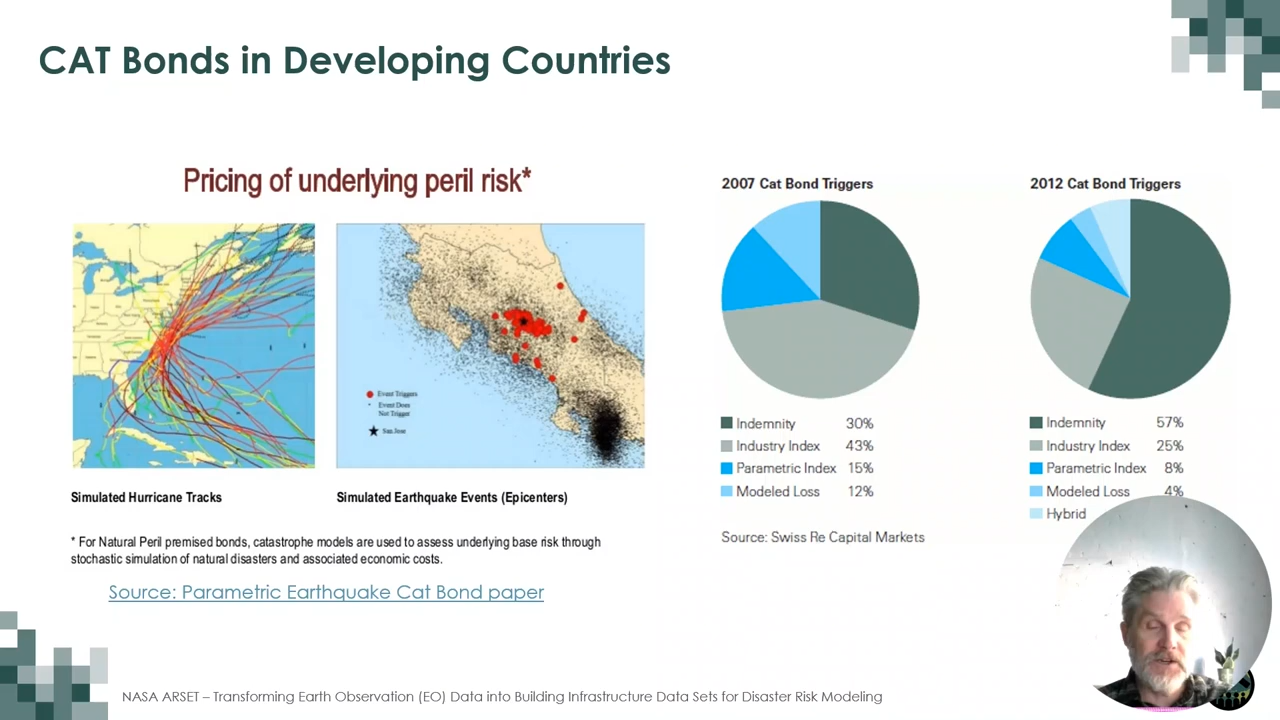 CAT Bonds in Developing Countries
Pricing of underlying peril risk*
Event Triggers
Event Does
Not Trigger
San Jose
Simulated Hurricane Tracks
Simulated Earthquake Events (Epicenters)
* For Natural Peril premised bonds, catastrophe models are used to assess underlying base risk through
stochastic simulation of natural disasters and associated economic costs.
Source: Parametric Earthquake Cat Bond paper
2007 Cat Bond Triggers
Indemnity 30%
Industry Index 43%
Parametric Index 15%
Modeled Loss 12%
Source: Swiss Re Capital Markets
2012 Cat Bond Triggers
Indemnity 57%
Industry Index 25%
Parametric Index 8%
Modeled Loss 4%
Hybrid
NASA ARSET – Transforming Earth Observation (EO) Data into Building Infrastructure Data Sets for Disaster Risk Modeling